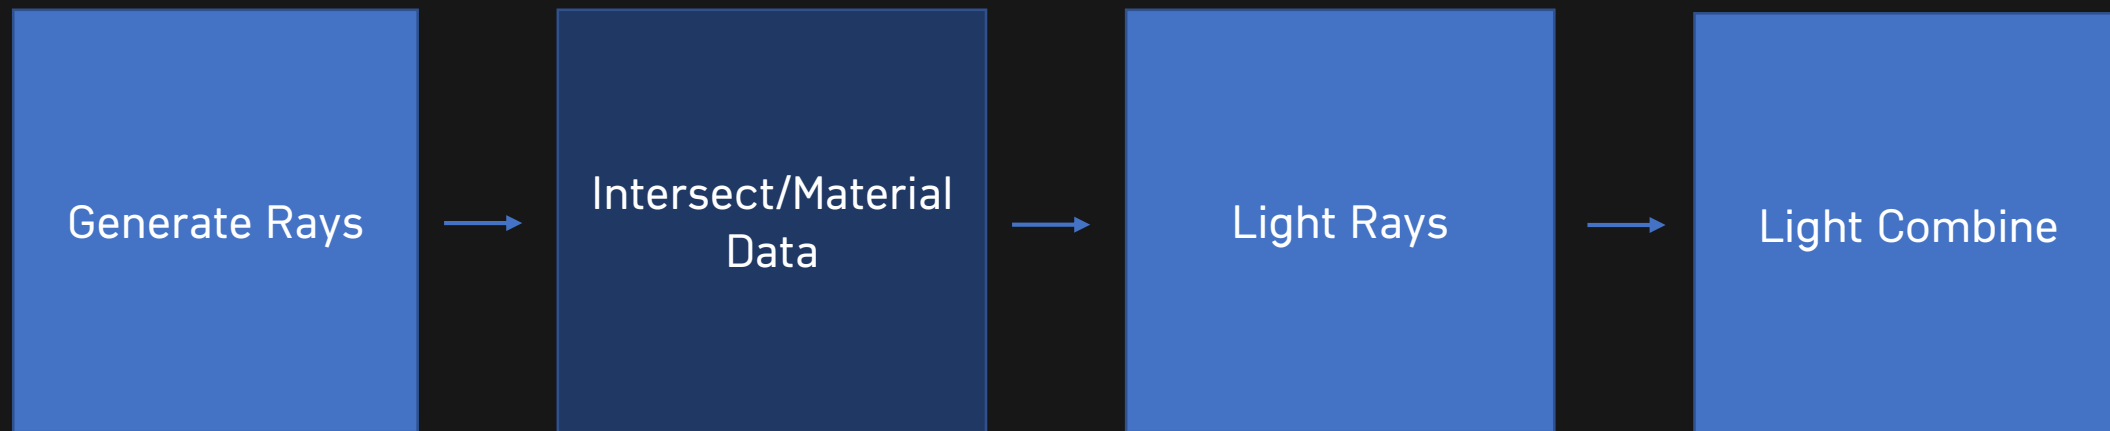 Generate Rays
Intersect/Material
Data
Light Rays
Light Combine